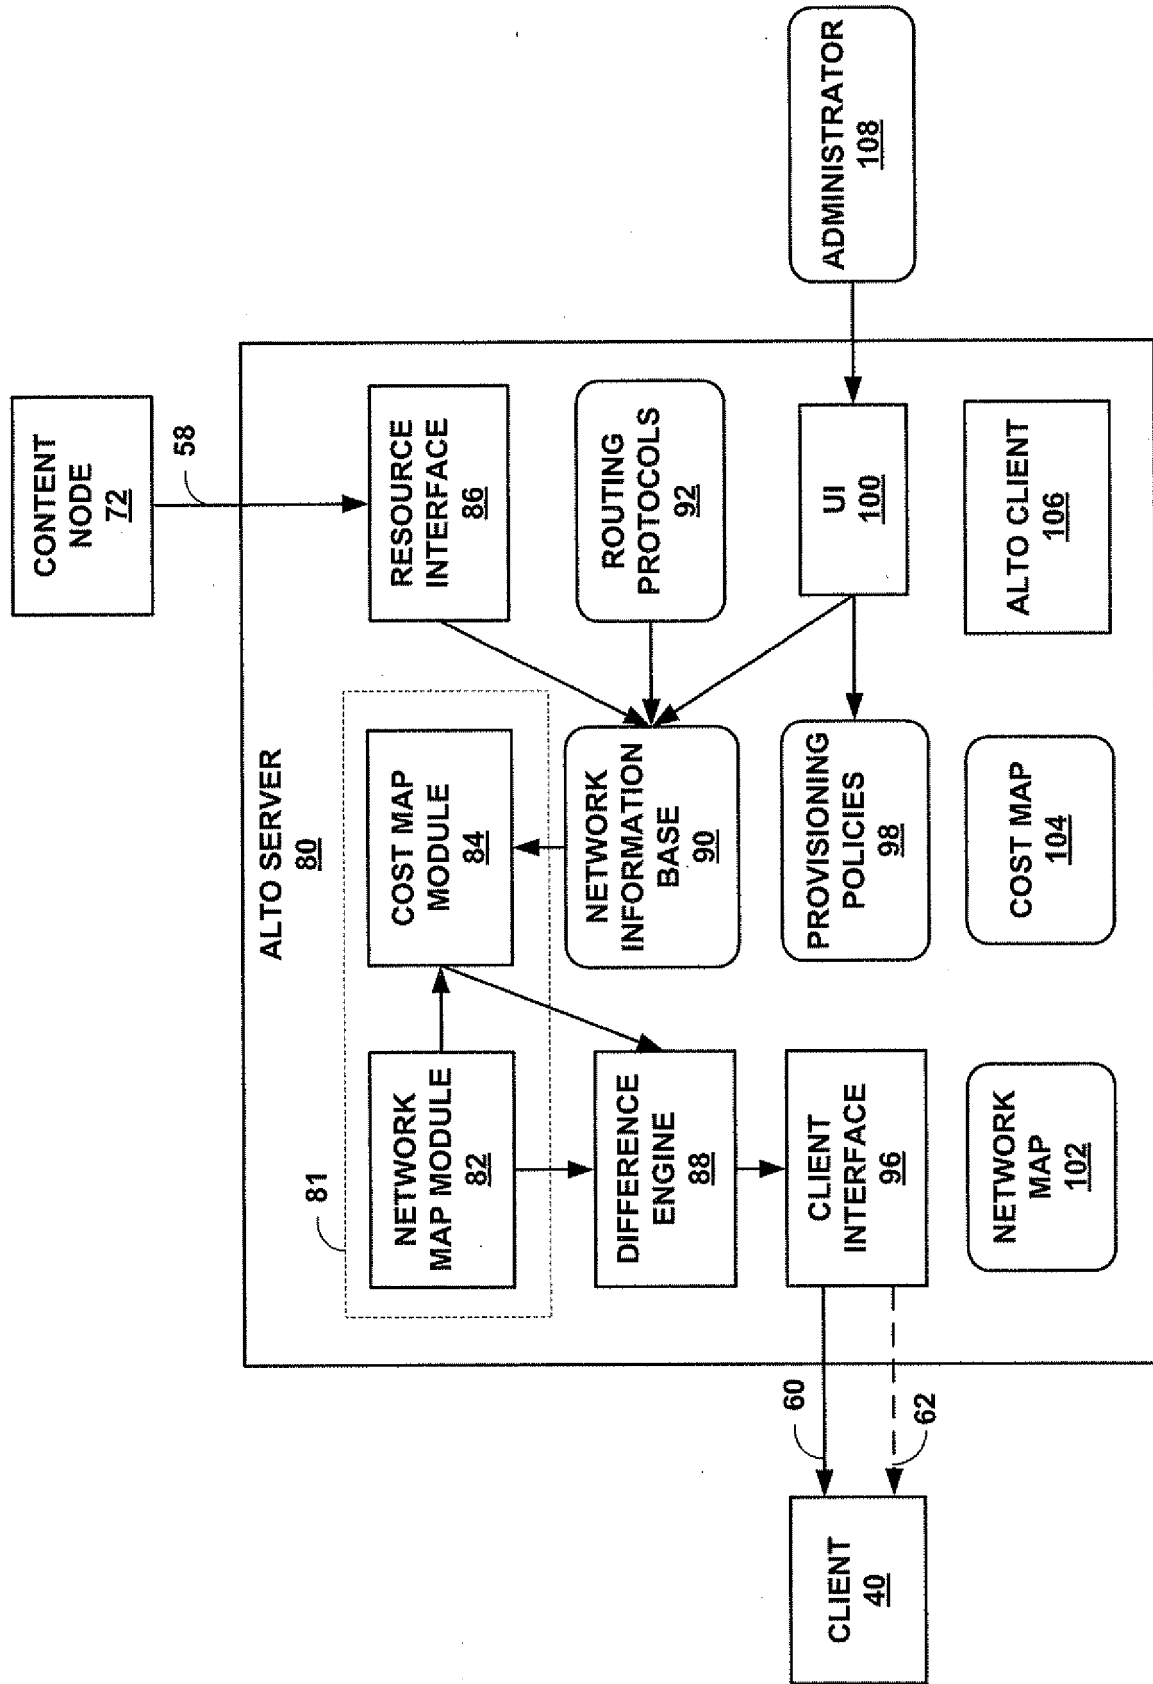 CONTENT
NODE
72
58
ALTO SERVER
80
81
NETWORK
MAP MODULE
82
COST MAP
MODULE
84
RESOURCE
INTERFACE
86
DIFFERENCE
ENGINE
88
NETWORK
INFORMATION
BASE
90
ROUTING
PROTOCOLS
92
CLIENT
40
60
62
CLIENT
INTERFACE
96
PROVISIONING
POLICIES
98
UI
100
ADMINISTRATOR
108
NETWORK
MAP
102
COST MAP
104
ALTO CLIENT
106